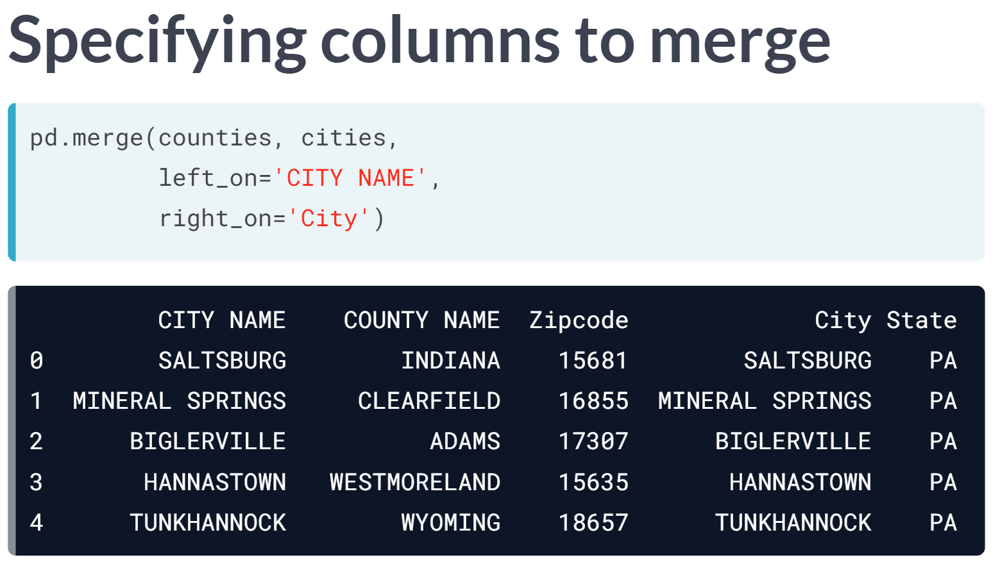 Specifying columns to merge
pd.merge(counties, cities,
         left_on='CITY NAME',
         right_on='City')
         CITY NAME    COUNTY NAME  Zipcode             City State
0        SALTSBURG        INDIANA    15681        SALTSBURG    PA
1  MINERAL SPRINGS     CLEARFIELD    16855  MINERAL SPRINGS    PA
2      BIGLERVILLE          ADAMS    17307      BIGLERVILLE    PA
3       HANNASTOWN   WESTMORELAND    15635       HANNASTOWN    PA
4      TUNKHANNOCK        WYOMING    18657      TUNKHANNOCK    PA